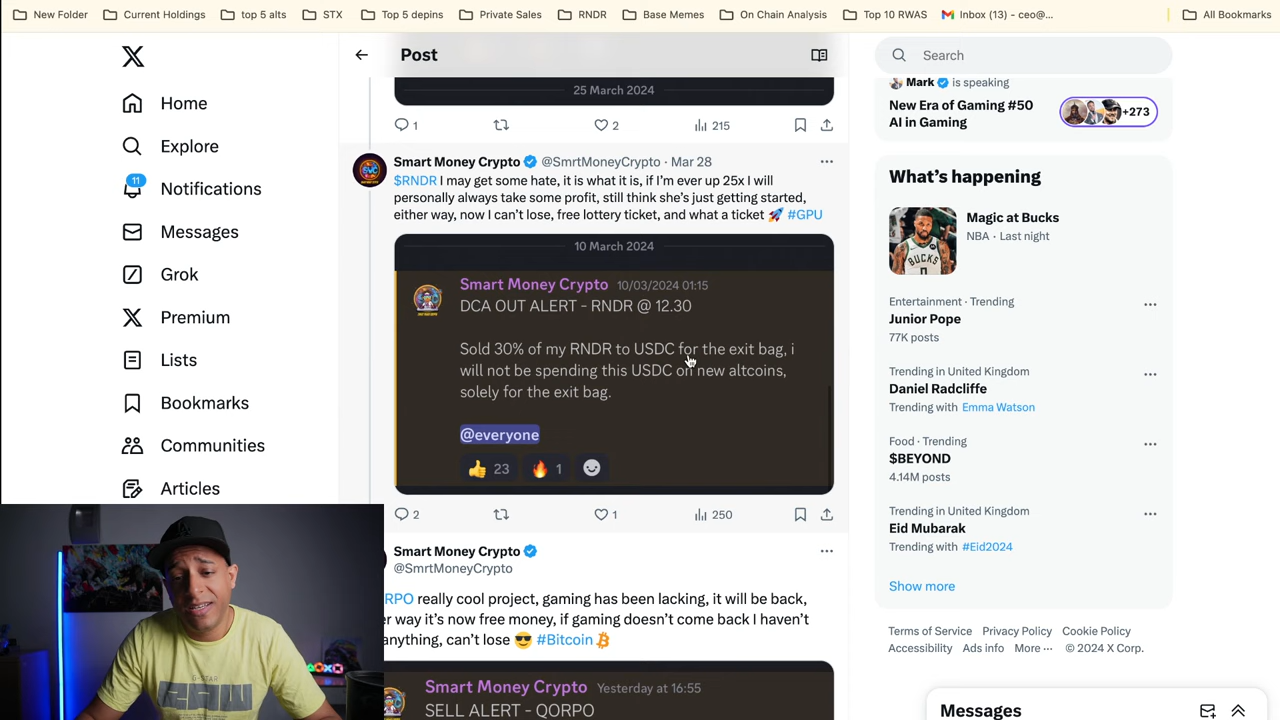 New Folder
Current Holdings
top 5 alts
STX
Top 5 depins
Private Sales
RNDR
Base Memes
On Chain Analysis
Top 10 RWAS
Inbox (13) - ceo@...
All Bookmarks
Home
Explore
11
Notifications
Messages
Grok
Premium
Lists
Bookmarks
Communities
Articles
Post
25 March 2024
1
2
215
Smart Money Crypto @SmrtMoneyCrypto · Mar 28
$RNDR I may get some hate, it is what it is, if I'm ever up 25x I will
personally always take some profit, still think she's just getting started,
either way, now I can't lose, free lottery ticket, and what a ticket 🚀 #GPU
10 March 2024
Smart Money Crypto 10/03/2024 01:15
DCA OUT ALERT - RNDR @ 12.30
Sold 30% of my RNDR to USDC for the exit bag, i
will not be spending this USDC on new altcoins,
solely for the exit bag.
@everyone
👍 23 🔥 1
2
1
250
Smart Money Crypto
@SmrtMoneyCrypto
RPO really cool project, gaming has been lacking, it will be back,
way it's now free money, if gaming doesn't come back I haven't
anything, can't lose 😎 #Bitcoin
Smart Money Crypto Yesterday at 16:55
SELL ALERT - QORPO
Search
Mark is speaking
New Era of Gaming #50
AI in Gaming
+273
What's happening
Magic at Bucks
NBA · Last night
BUCKS
Entertainment · Trending
Junior Pope
77K posts
Trending in United Kingdom
Daniel Radcliffe
Trending with Emma Watson
Food · Trending
$BEYOND
4.14M posts
Trending in United Kingdom
Eid Mubarak
Trending with #Eid2024
Show more
Terms of Service Privacy Policy Cookie Policy
Accessibility Ads info More ··· © 2024 X Corp.
Messages